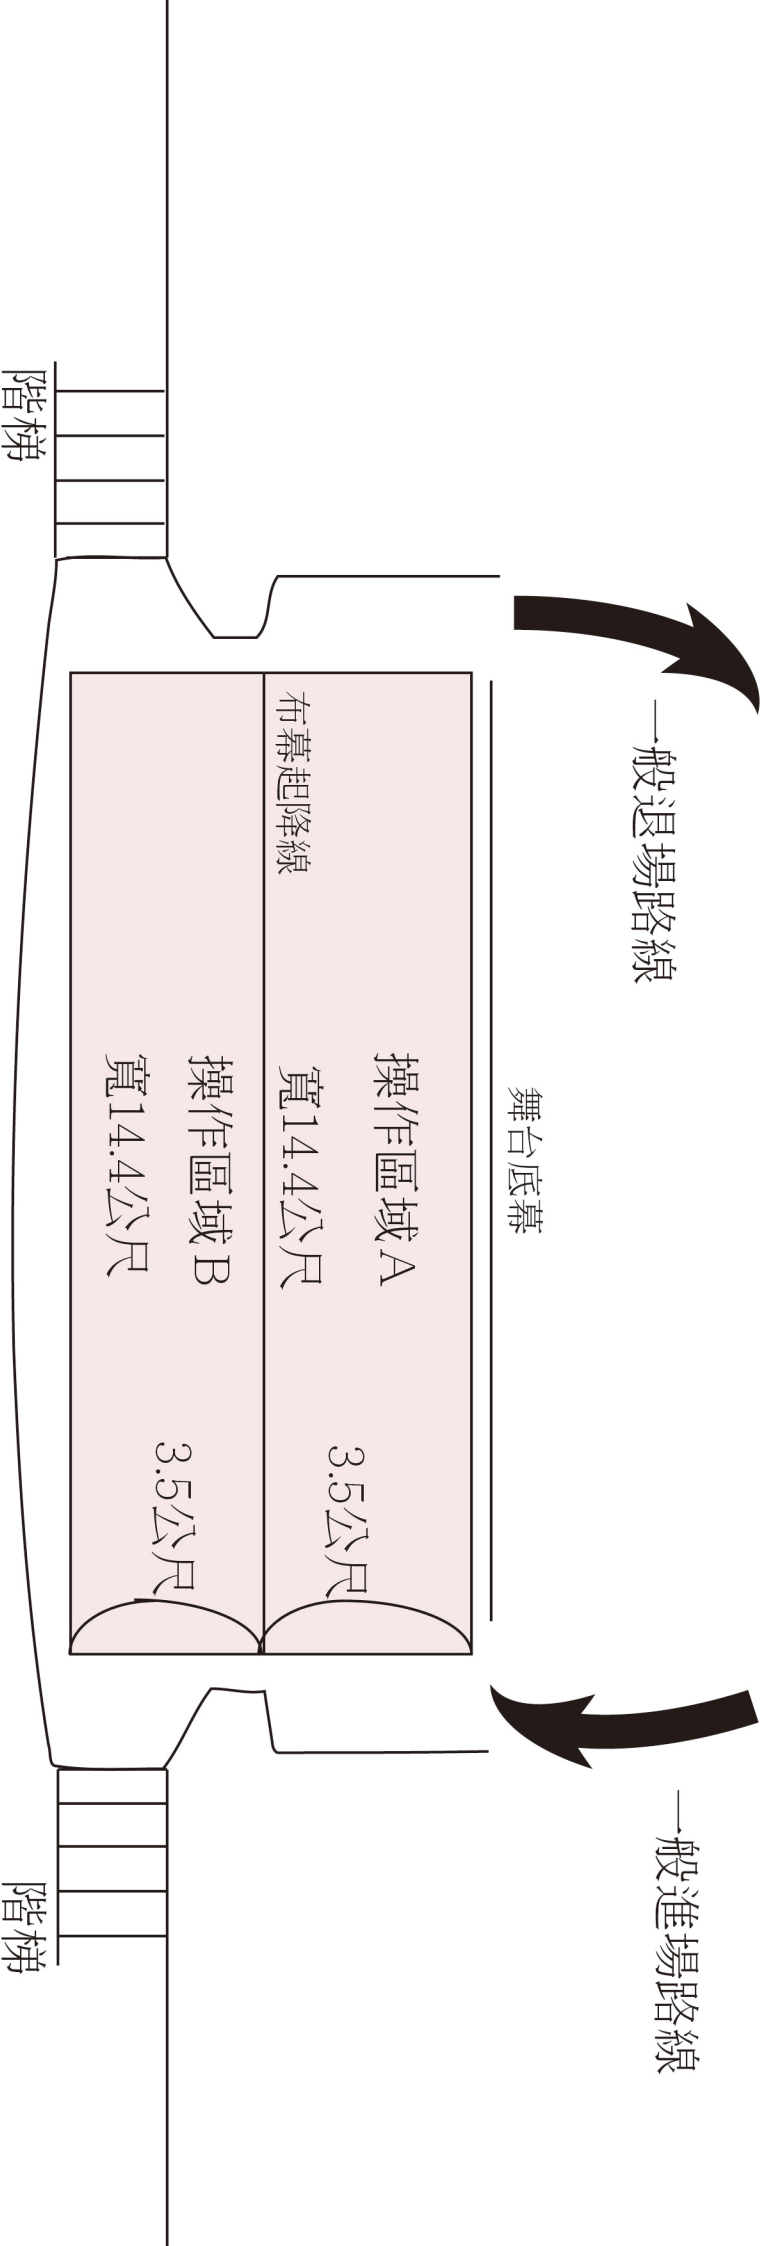 一般退場路線
一般進場路線
舞台底幕
操作區域A
寬14.4公尺
3.5公尺
布幕起降線
操作區域B
寬14.4公尺
3.5公尺
階梯
階梯